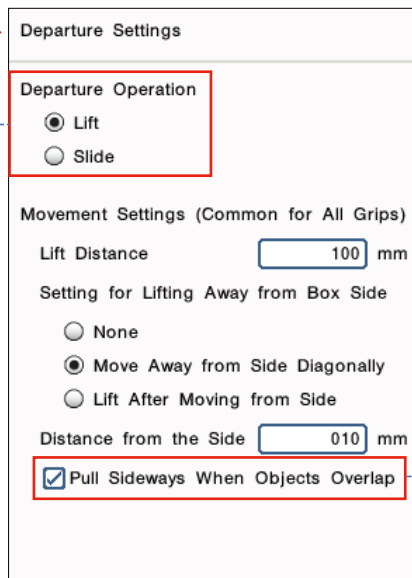 Departure Settings
Departure Operation
Lift
Slide
Movement Settings (Common for All Grips)
Lift Distance 100 mm
Setting for Lifting Away from Box Side
None
Move Away from Side Diagonally
Lift After Moving from Side
Distance from the Side 010 mm
Pull Sideways When Objects Overlap